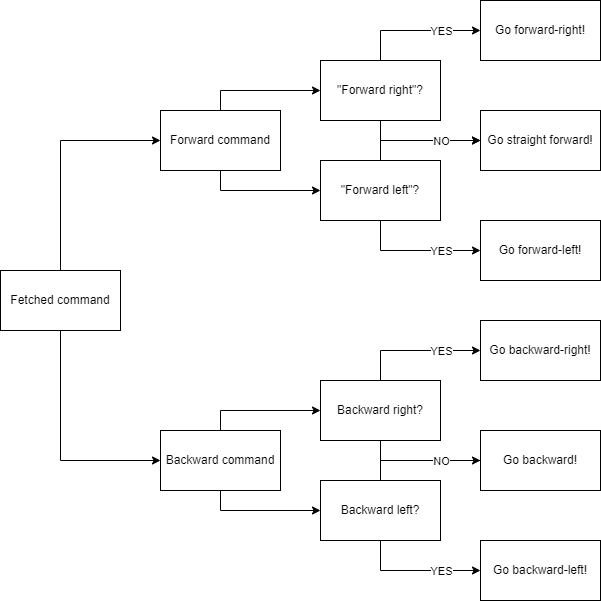 YES
Go forward-right!
"Forward right"?
Forward command
NO
Go straight forward!
"Forward left"?
YES
Go forward-left!
Fetched command
YES
Go backward-right!
Backward right?
Backward command
NO
Go backward!
Backward left?
YES
Go backward-left!